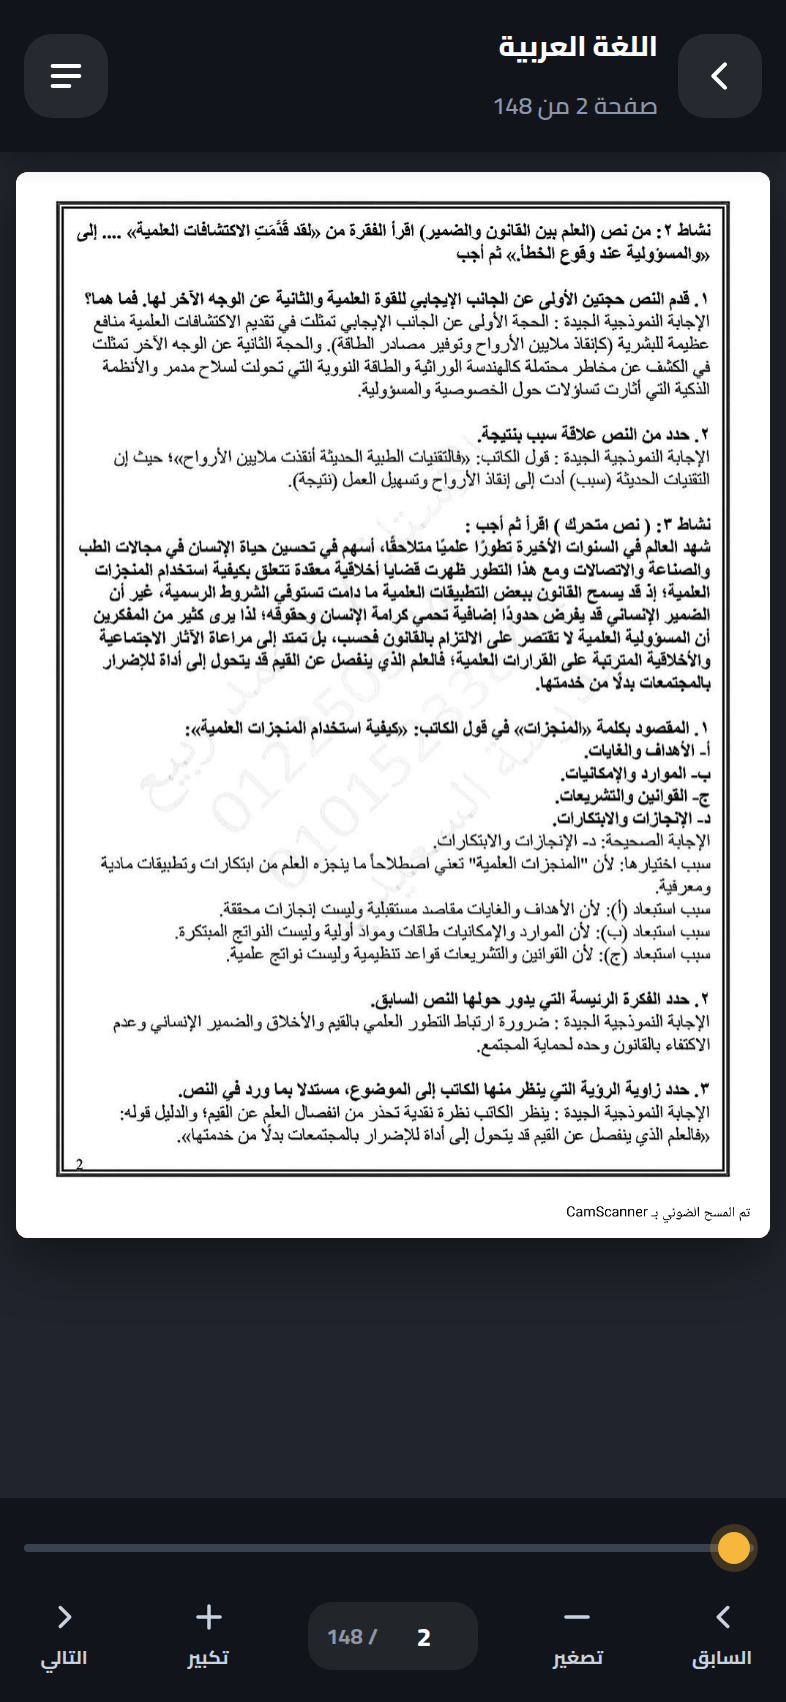 اللغة العربية
صفحة 2 من 148
نشاط ٢: من نص (العلم بين القانون والضمير) اقرأ الفقرة من «لقد قَدَّمَتِ الاكتشافات العلمية» .... إلى
«والمسؤولية عند وقوع الخطأ.» ثم أجب
١. قدم النص حجتين الأولى عن الجانب الإيجابي للقوة العلمية والثانية عن الوجه الآخر لها. فما هما؟
الإجابة النموذجية الجيدة : الحجة الأولى عن الجانب الإيجابي تمثلت في تقديم الاكتشافات العلمية منافع
عظيمة للبشرية (كإنقاذ ملايين الأرواح وتوفير مصادر الطاقة). والحجة الثانية عن الوجه الآخر تمثلت
في الكشف عن مخاطر محتملة كالهندسة الوراثية والطاقة النووية التي تحولت لسلاح مدمر والأنظمة
الذكية التي أثارت تساؤلات حول الخصوصية والمسؤولية.
٢. حدد من النص علاقة سبب بنتيجة.
الإجابة النموذجية الجيدة : قول الكاتب: «فالتقنيات الطبية الحديثة أنقذت ملايين الأرواح»؛ حيث إن
التقنيات الحديثة (سبب) أدت إلى إنقاذ الأرواح وتسهيل العمل (نتيجة).
نشاط ٣: ( نص متحرك ) اقرأ ثم أجب :
شهد العالم في السنوات الأخيرة تطورًا علميًا متلاحقًا، أسهم في تحسين حياة الإنسان في مجالات الطب
والصناعة والاتصالات ومع هذا التطور ظهرت قضايا أخلاقية معقدة تتعلق بكيفية استخدام المنجزات
العلمية؛ إذ قد يسمح القانون ببعض التطبيقات العلمية ما دامت تستوفي الشروط الرسمية، غير أن
الضمير الإنساني قد يفرض حدودًا إضافية تحمي كرامة الإنسان وحقوقه؛ لذا يرى كثير من المفكرين
أن المسؤولية العلمية لا تقتصر على الالتزام بالقانون فحسب، بل تمتد إلى مراعاة الآثار الاجتماعية
والأخلاقية المترتبة على القرارات العلمية؛ فالعلم الذي ينفصل عن القيم قد يتحول إلى أداة للإضرار
بالمجتمعات بدلًا من خدمتها.
١. المقصود بكلمة «المنجزات» في قول الكاتب: «كيفية استخدام المنجزات العلمية»:
أ- الأهداف والغايات.
ب- الموارد والإمكانيات.
ج- القوانين والتشريعات.
د- الإنجازات والابتكارات.
الإجابة الصحيحة: د- الإنجازات والابتكارات.
سبب اختيارها: لأن "المنجزات العلمية" تعني اصطلاحاً ما ينجزه العلم من ابتكارات وتطبيقات مادية
ومعرفية.
سبب استبعاد (أ): لأن الأهداف والغايات مقاصد مستقبلية وليست إنجازات محققة.
سبب استبعاد (ب): لأن الموارد والإمكانيات طاقات ومواد أولية وليست النواتج المبتكرة.
سبب استبعاد (ج): لأن القوانين والتشريعات قواعد تنظيمية وليست نواتج علمية.
٢. حدد الفكرة الرئيسة التي يدور حولها النص السابق.
الإجابة النموذجية الجيدة : ضرورة ارتباط التطور العلمي بالقيم والأخلاق والضمير الإنساني وعدم
الاكتفاء بالقانون وحده لحماية المجتمع.
٣. حدد زاوية الرؤية التي ينظر منها الكاتب إلى الموضوع، مستدلا بما ورد في النص.
الإجابة النموذجية الجيدة : ينظر الكاتب نظرة نقدية تحذر من انفصال العلم عن القيم؛ والدليل قوله:
«فالعلم الذي ينفصل عن القيم قد يتحول إلى أداة للإضرار بالمجتمعات بدلًا من خدمتها».
2
تم المسح الضوئي بـ CamScanner
السابق
تصغير
2
/ 148
تكبير
التالي